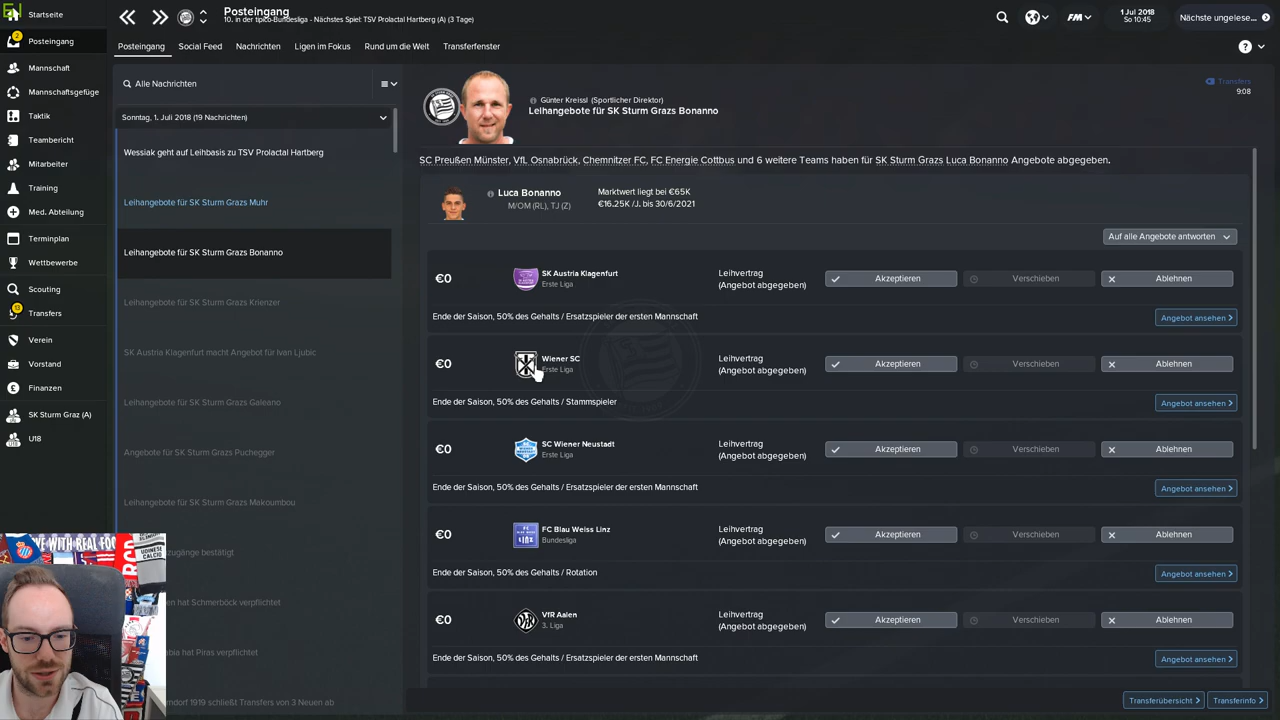 Startseite
Posteingang
2
Mannschaft
Mannschaftsgefüge
Taktik
Teambericht
Mitarbeiter
Training
Med. Abteilung
Terminplan
Wettbewerbe
Scouting
13
Transfers
Verein
Vorstand
Finanzen
SK Sturm Graz (A)
U18
Posteingang
10. in der tipico-Bundesliga - Nächstes Spiel: TSV Prolactal Hartberg (A) (3 Tage)
FM
1 Jul 2018
So 10:45
Nächste ungelese...
Posteingang
Social Feed
Nachrichten
Ligen im Fokus
Rund um die Welt
Transferfenster
?
Alle Nachrichten
Sonntag, 1. Juli 2018 (19 Nachrichten)
Wessiak geht auf Leihbasis zu TSV Prolactal Hartberg
Leihangebote für SK Sturm Grazs Muhr
Leihangebote für SK Sturm Grazs Bonanno
Leihangebote für SK Sturm Grazs Krienzer
SK Austria Klagenfurt macht Angebot für Ivan Ljubic
Leihangebote für SK Sturm Grazs Galeano
Angebote für SK Sturm Grazs Puchegger
Leihangebote für SK Sturm Grazs Makoumbou
zugänge bestätigt
en hat Schmerböck verpflichtet
abia hat Piras verpflichtet
ndorf 1919 schließt Transfers von 3 Neuen ab
Günter Kreissl (Sportlicher Direktor)
Leihangebote für SK Sturm Grazs Bonanno
Transfers
9:08
SC Preußen Münster, VfL Osnabrück, Chemnitzer FC, FC Energie Cottbus und 6 weitere Teams haben für SK Sturm Grazs Luca Bonanno Angebote abgegeben.
Luca Bonanno
M/OM (RL), TJ (Z)
Marktwert liegt bei €65K
€16.25K /J. bis 30/6/2021
Auf alle Angebote antworten
€0
SK Austria Klagenfurt
Erste Liga
Leihvertrag
(Angebot abgegeben)
Akzeptieren
Verschieben
Ablehnen
Ende der Saison, 50% des Gehalts / Ersatzspieler der ersten Mannschaft
Angebot ansehen
€0
Wiener SC
Erste Liga
Leihvertrag
(Angebot abgegeben)
Akzeptieren
Verschieben
Ablehnen
Ende der Saison, 50% des Gehalts / Stammspieler
Angebot ansehen
€0
SC Wiener Neustadt
Erste Liga
Leihvertrag
(Angebot abgegeben)
Akzeptieren
Verschieben
Ablehnen
Ende der Saison, 50% des Gehalts / Ersatzspieler der ersten Mannschaft
Angebot ansehen
€0
FC Blau Weiss Linz
Bundesliga
Leihvertrag
(Angebot abgegeben)
Akzeptieren
Verschieben
Ablehnen
Ende der Saison, 50% des Gehalts / Rotation
Angebot ansehen
€0
VfR Aalen
3. Liga
Leihvertrag
(Angebot abgegeben)
Akzeptieren
Verschieben
Ablehnen
Ende der Saison, 50% des Gehalts / Ersatzspieler der ersten Mannschaft
Angebot ansehen
Transferübersicht
Transferinfo
UDINESE
CALCIO